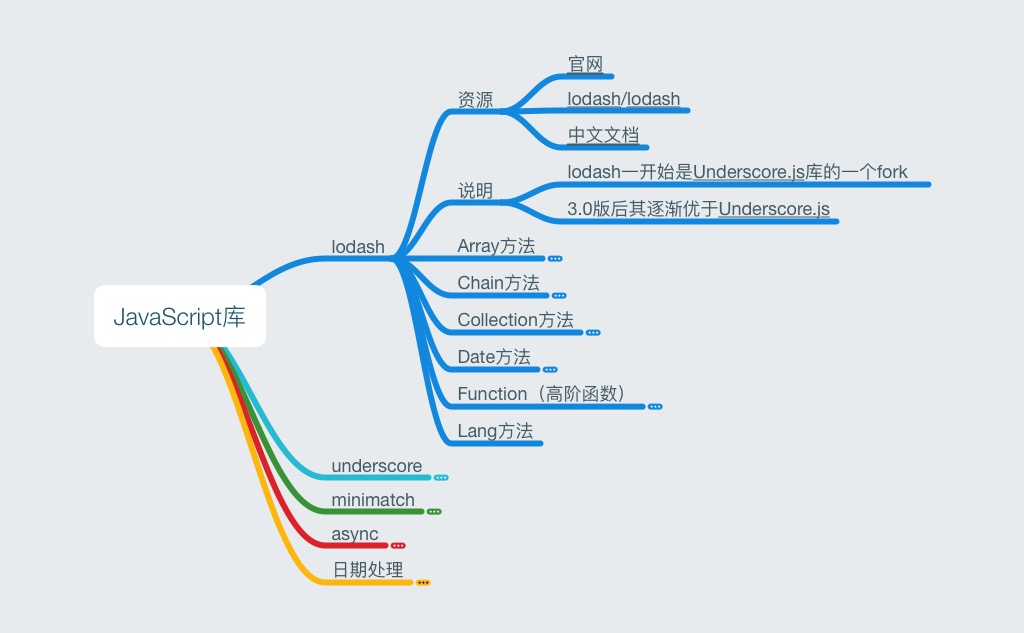 官网
资源
lodash/lodash
中文文档
lodash一开始是Underscore.js库的一个fork
说明
3.0版后其逐渐优于Underscore.js
lodash
Array方法
Chain方法
Collection方法
Date方法
Function（高阶函数）
Lang方法
JavaScript库
underscore
minimatch
async
日期处理